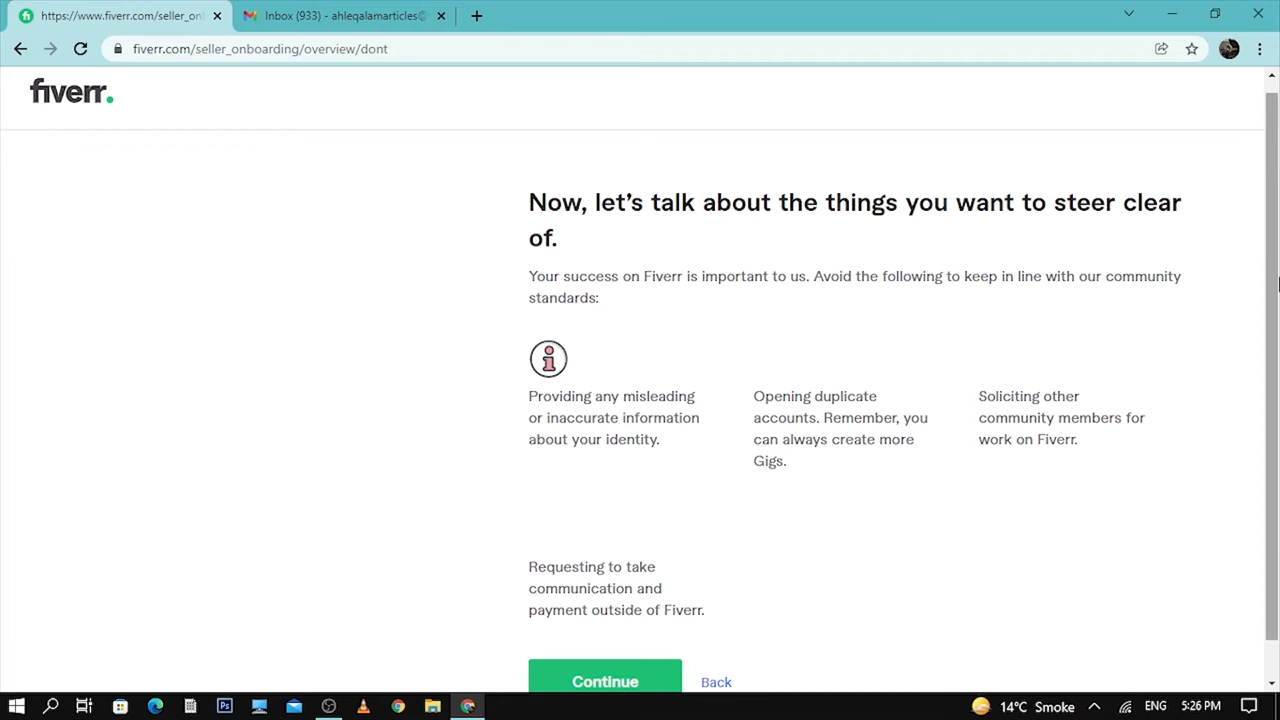 https://www.fiverr.com/seller_onl
Inbox (933) - ahleqalamarticles@
fiverr.com/seller_onboarding/overview/dont
fiverr.
Now, let's talk about the things you want to steer clear
of.
Your success on Fiverr is important to us. Avoid the following to keep in line with our community
standards:
Providing any misleading
or inaccurate information
about your identity.
Opening duplicate
accounts. Remember, you
can always create more
Gigs.
Soliciting other
community members for
work on Fiverr.
Requesting to take
communication and
payment outside of Fiverr.
Continue
Back
Ps
14°C Smoke
ENG
5:26 PM